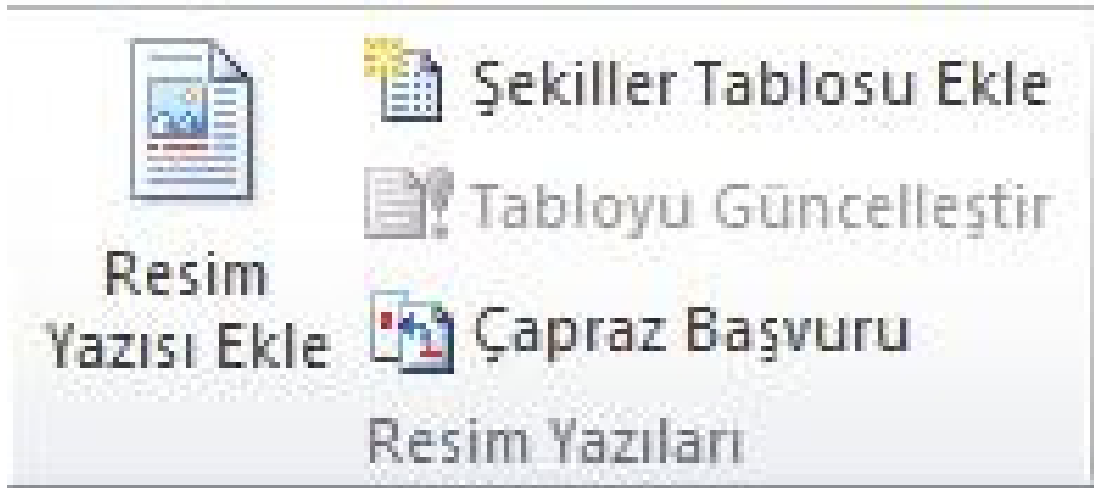 Resim
Yazısı Ekle
Şekiller Tablosu Ekle
Tabloyu Güncelleştir
Çapraz Başvuru
Resim Yazıları